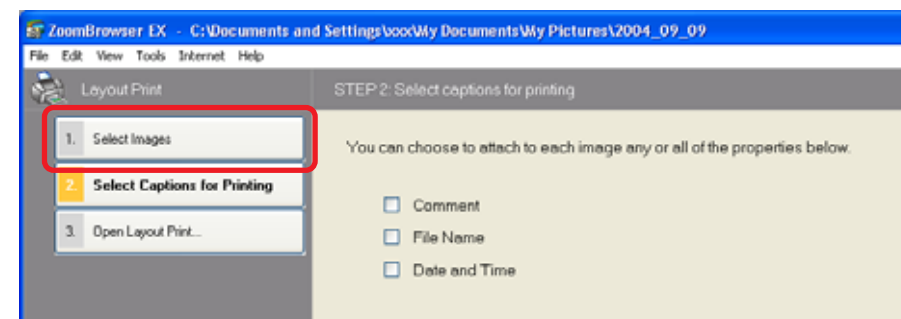 ZoomBrowser EX - C:\Documents and Settings\xxx\My Documents\My Pictures\2004_09_09
File Edit View Tools Internet Help
Layout Print
STEP 2: Select captions for printing
1. Select Images
You can choose to attach to each image any or all of the properties below.
2. Select Captions for Printing
Comment
3. Open Layout Print...
File Name
Date and Time